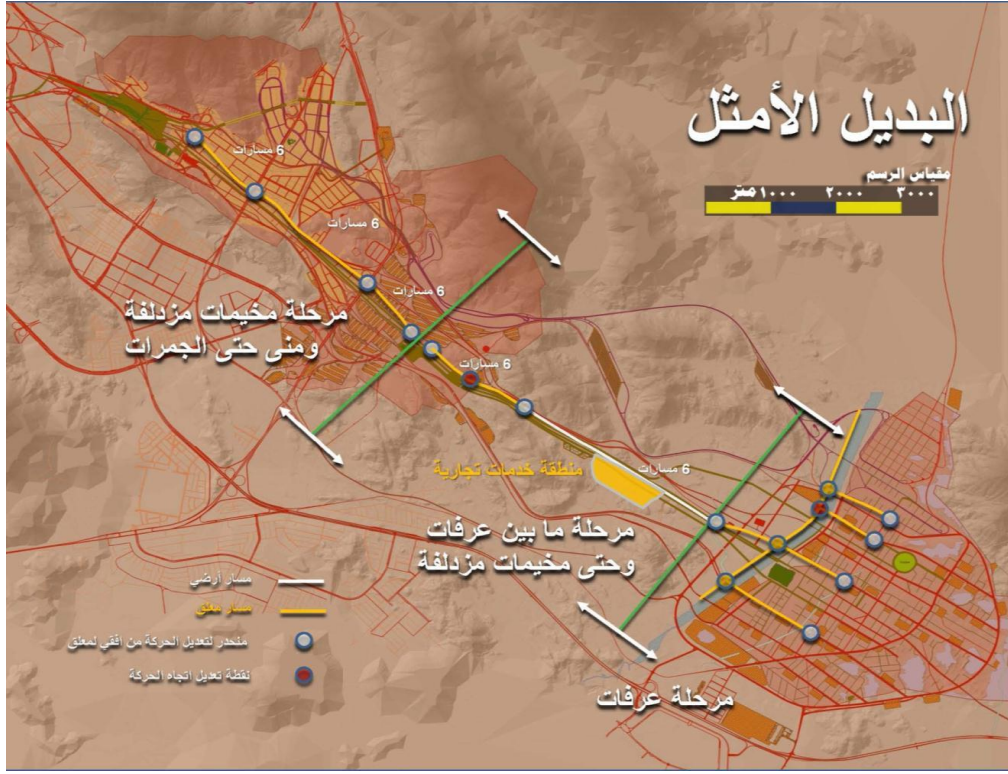 البديل الأمثل
مقياس الرسم
٣٠٠٠ ٢٠٠٠ ١٠٠٠ متر
6 مسارات
6 مسارات
6 مسارات
مرحلة مخيمات مزدلفة
ومنى حتى الجمرات
6 مسارات
منطقة خدمات تجارية
6 مسارات
مرحلة ما بين عرفات
وحتى مخيمات مزدلفة
مسار أرضي
مسار معلق
منحدر لتعديل الحركة من افقي لمعلق
نقطة تعديل اتجاه الحركة
مرحلة عرفات